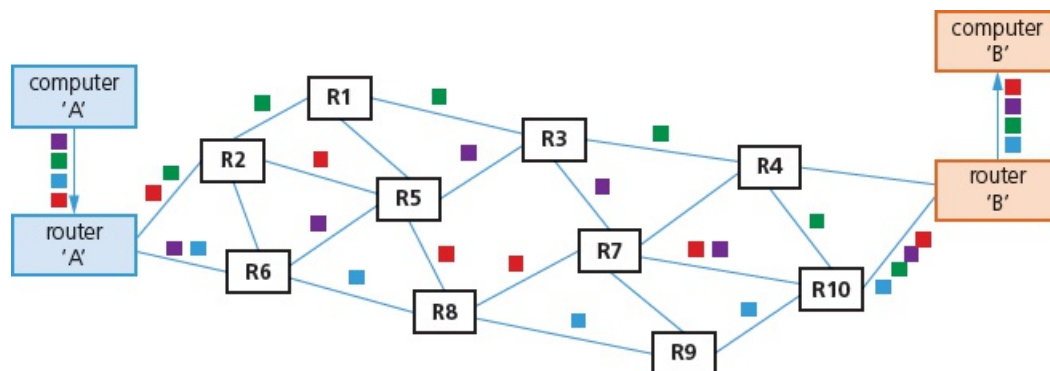 computer
'A'
router
'A'
R1
R2
R3
R4
R5
R6
R7
R8
R9
R10
computer
'B'
router
'B'